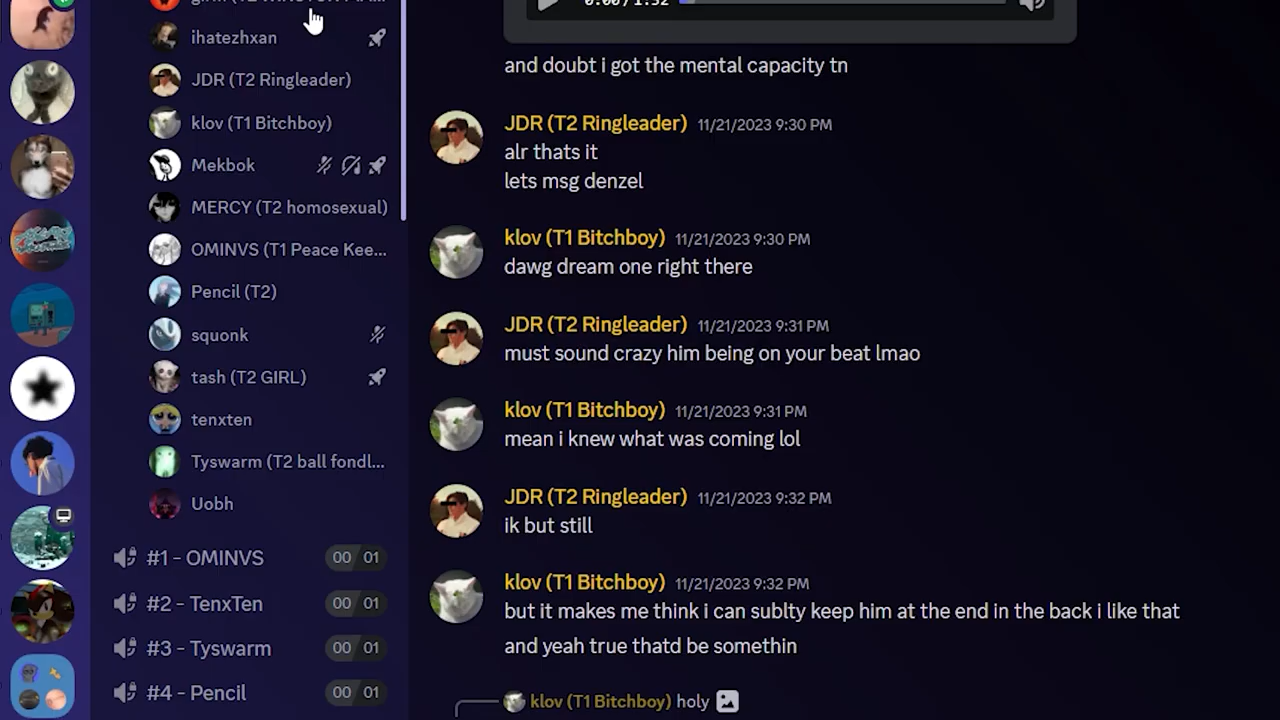 ihatezhxan
JDR (T2 Ringleader)
klov (T1 Bitchboy)
Mekbok
MERCY (T2 homosexual)
OMINVS (T1 Peace Kee...
Pencil (T2)
squonk
tash (T2 GIRL)
tenxten
Tyswarm (T2 ball fondl...
Uobh
#1 - OMINVS 00 01
#2 - TenxTen 00 01
#3 - Tyswarm 00 01
#4 - Pencil 00 01
0:00 / 1:32
and doubt i got the mental capacity tn
JDR (T2 Ringleader) 11/21/2023 9:30 PM
alr thats it
lets msg denzel
klov (T1 Bitchboy) 11/21/2023 9:30 PM
dawg dream one right there
JDR (T2 Ringleader) 11/21/2023 9:31 PM
must sound crazy him being on your beat lmao
klov (T1 Bitchboy) 11/21/2023 9:31 PM
mean i knew what was coming lol
JDR (T2 Ringleader) 11/21/2023 9:32 PM
ik but still
klov (T1 Bitchboy) 11/21/2023 9:32 PM
but it makes me think i can sublty keep him at the end in the back i like that
and yeah true thatd be somethin
klov (T1 Bitchboy) holy